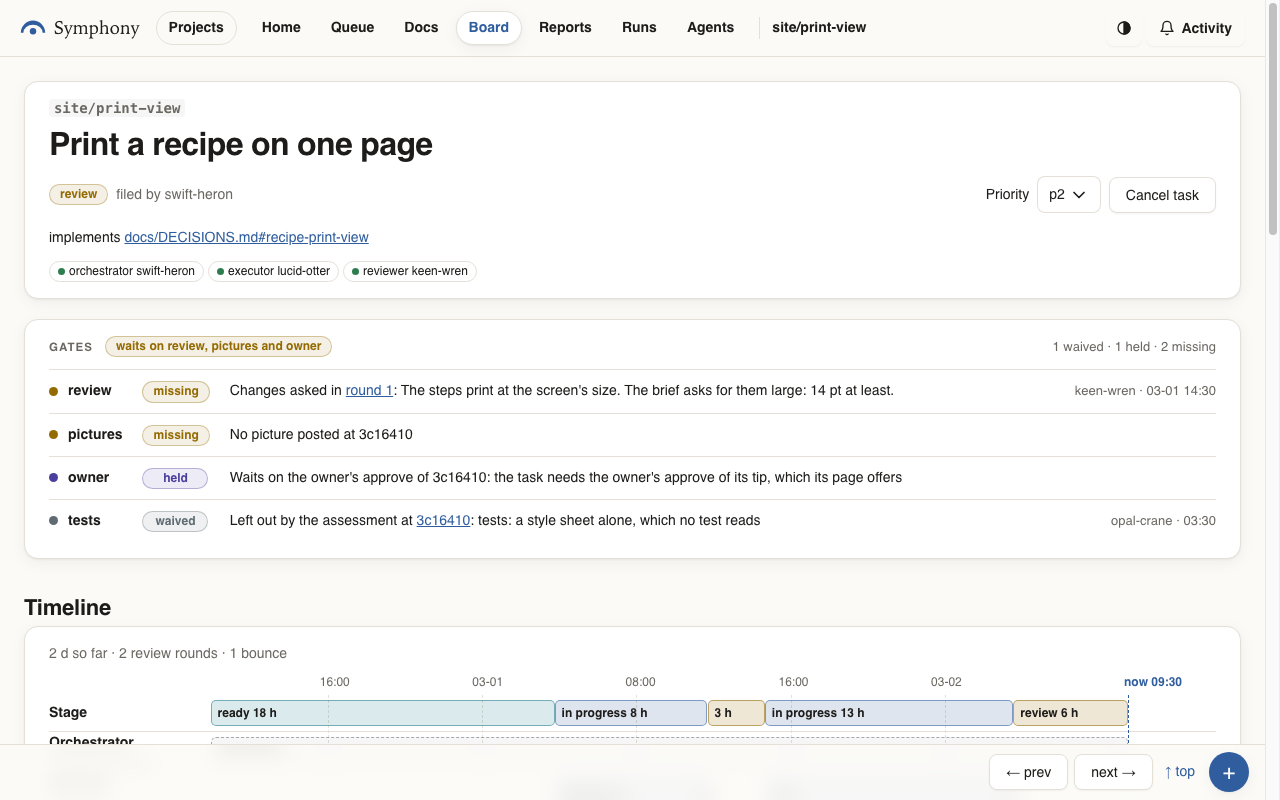 Symphony Projects Home Queue Docs Board Reports Runs Agents site/print-view Activity
site/print-view
Print a recipe on one page
review filed by swift-heron Priority p2 Cancel task
implements docs/DECISIONS.md#recipe-print-view
orchestrator swift-heron executor lucid-otter reviewer keen-wren
GATES waits on review, pictures and owner 1 waived · 1 held · 2 missing
review missing Changes asked in round 1: The steps print at the screen's size. The brief asks for them large: 14 pt at least. keen-wren · 03-01 14:30
pictures missing No picture posted at 3c16410
owner held Waits on the owner's approve of 3c16410: the task needs the owner's approve of its tip, which its page offers
tests waived Left out by the assessment at 3c16410: tests: a style sheet alone, which no test reads opal-crane · 03:30
Timeline
2 d so far · 2 review rounds · 1 bounce
16:00 03-01 08:00 16:00 03-02 now 09:30
Stage ready 18 h in progress 8 h 3 h in progress 13 h review 6 h
Orchestrator
← prev next → ↑ top +